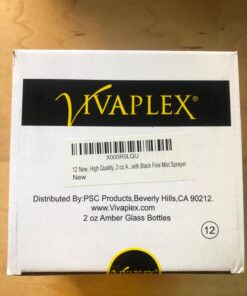 VIVAPLEX®
X000R0LQIJ
12 New, High Quality, 2 oz A...with Black Fine Mist Sprayer
New
Distributed By:PSC Products,Beverly Hills,CA 90212.
www.Vivaplex.com
2 oz Amber Glass Bottles
12
VIVAPLEX